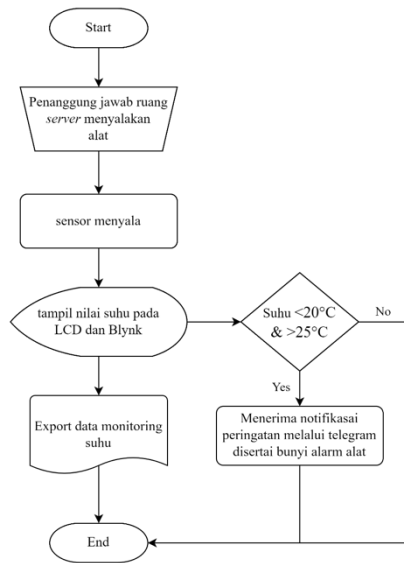 Start
Penanggung jawab ruang
server menyalakan
alat
sensor menyala
tampil nilai suhu pada
LCD dan Blynk
Suhu <20°C
& >25°C
No
Yes
Export data monitoring
suhu
Menerima notifikasai
peringatan melalui telegram
disertai bunyi alarm alat
End